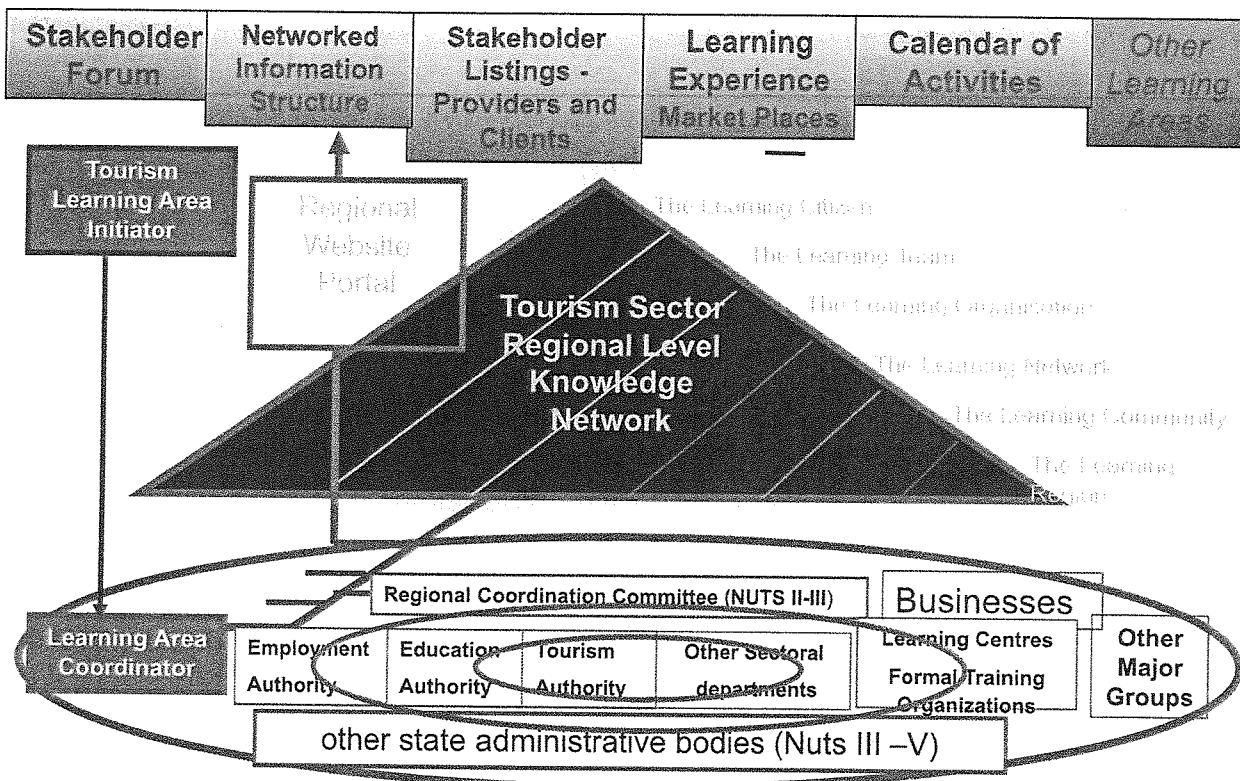 Stakeholder
Forum
Networked
Information
Structure
Stakeholder
Listings -
Providers and
Clients
Learning
Experience
Market Places
Calendar of
Activities
Other
Learning
Areas
Tourism
Learning Area
Initiator
Regional
Website
Portal
The Learning Citizen
The Learning Team
The Learning Organisation
The Learning Network
The Learning Community
The Learning
Region
Tourism Sector
Regional Level
Knowledge
Network
Regional Coordination Committee (NUTS II-III)
Businesses
Learning Area
Coordinator
Employment
Authority
Education
Authority
Tourism
Authority
Other Sectoral
departments
Learning Centres
Formal Training
Organizations
Other
Major
Groups
other state administrative bodies (Nuts III –V)